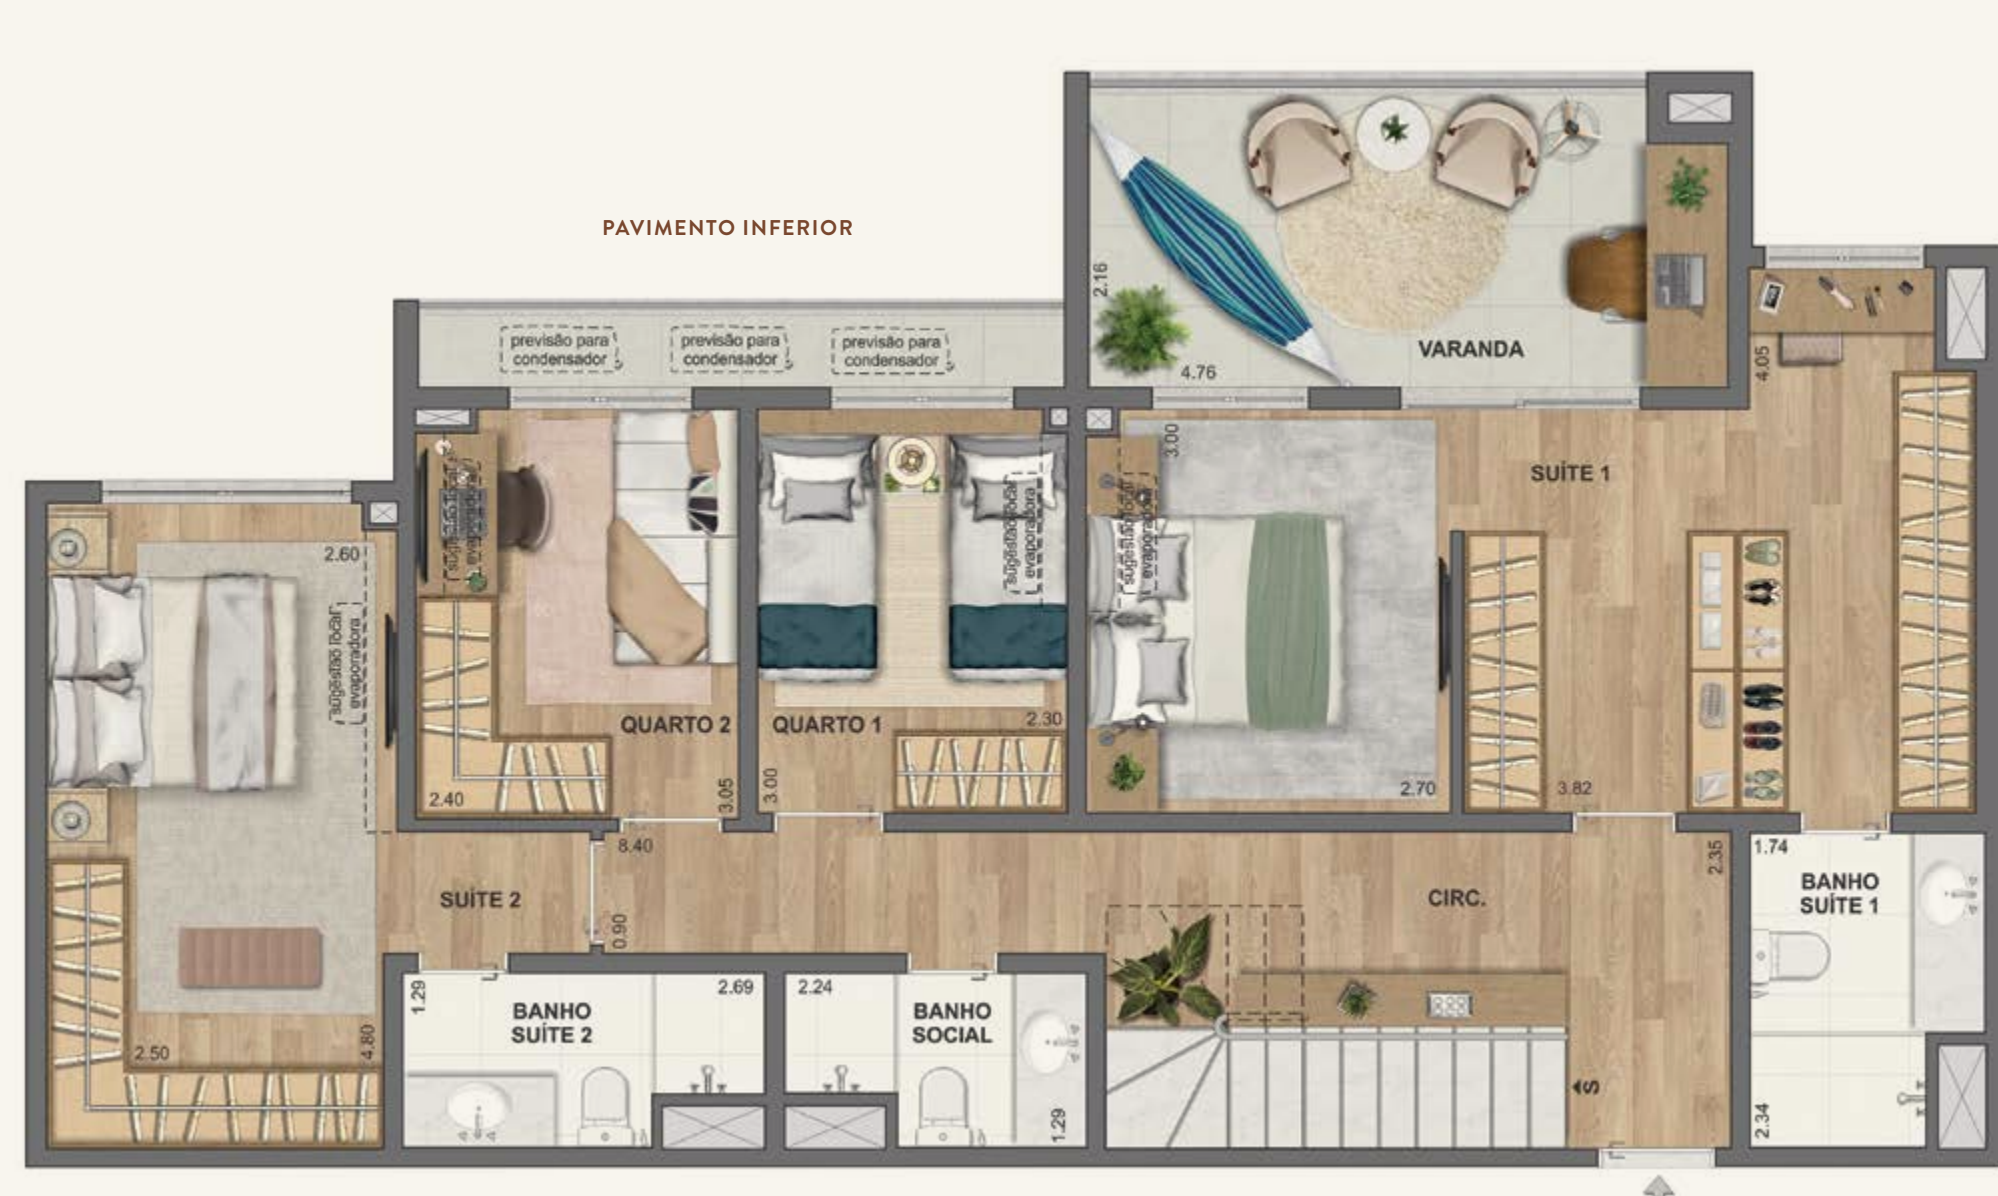 PAVIMENTO INFERIOR
previsão para
condensador
previsão para
condensador
previsão para
condensador
2.16
4.76
VARANDA
4.05
3.00
SUÍTE 1
2.60
sugestão local
evaporadora
sugestão local
evaporadora
sugestão local
evaporadora
sugestão local
evaporadora
QUARTO 2
QUARTO 1
2.30
2.40
3.05
3.00
2.70
3.82
8.40
2.35
1.74
SUÍTE 2
0.90
CIRC.
BANHO
SUÍTE 1
1.29
2.69
2.24
BANHO
SUÍTE 2
BANHO
SOCIAL
2.50
4.80
1.29
S
2.34